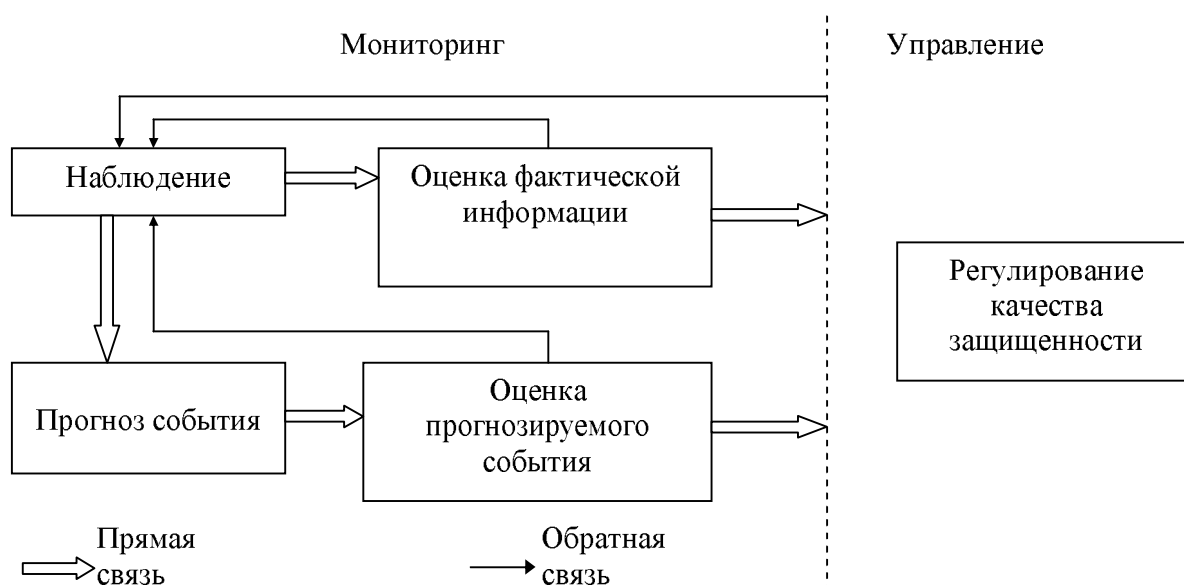 Мониторинг
Управление
Наблюдение
Оценка фактической
информации
Регулирование
качества
защищенности
Прогноз события
Оценка
прогнозируемого
события
Прямая
связь
Обратная
связь